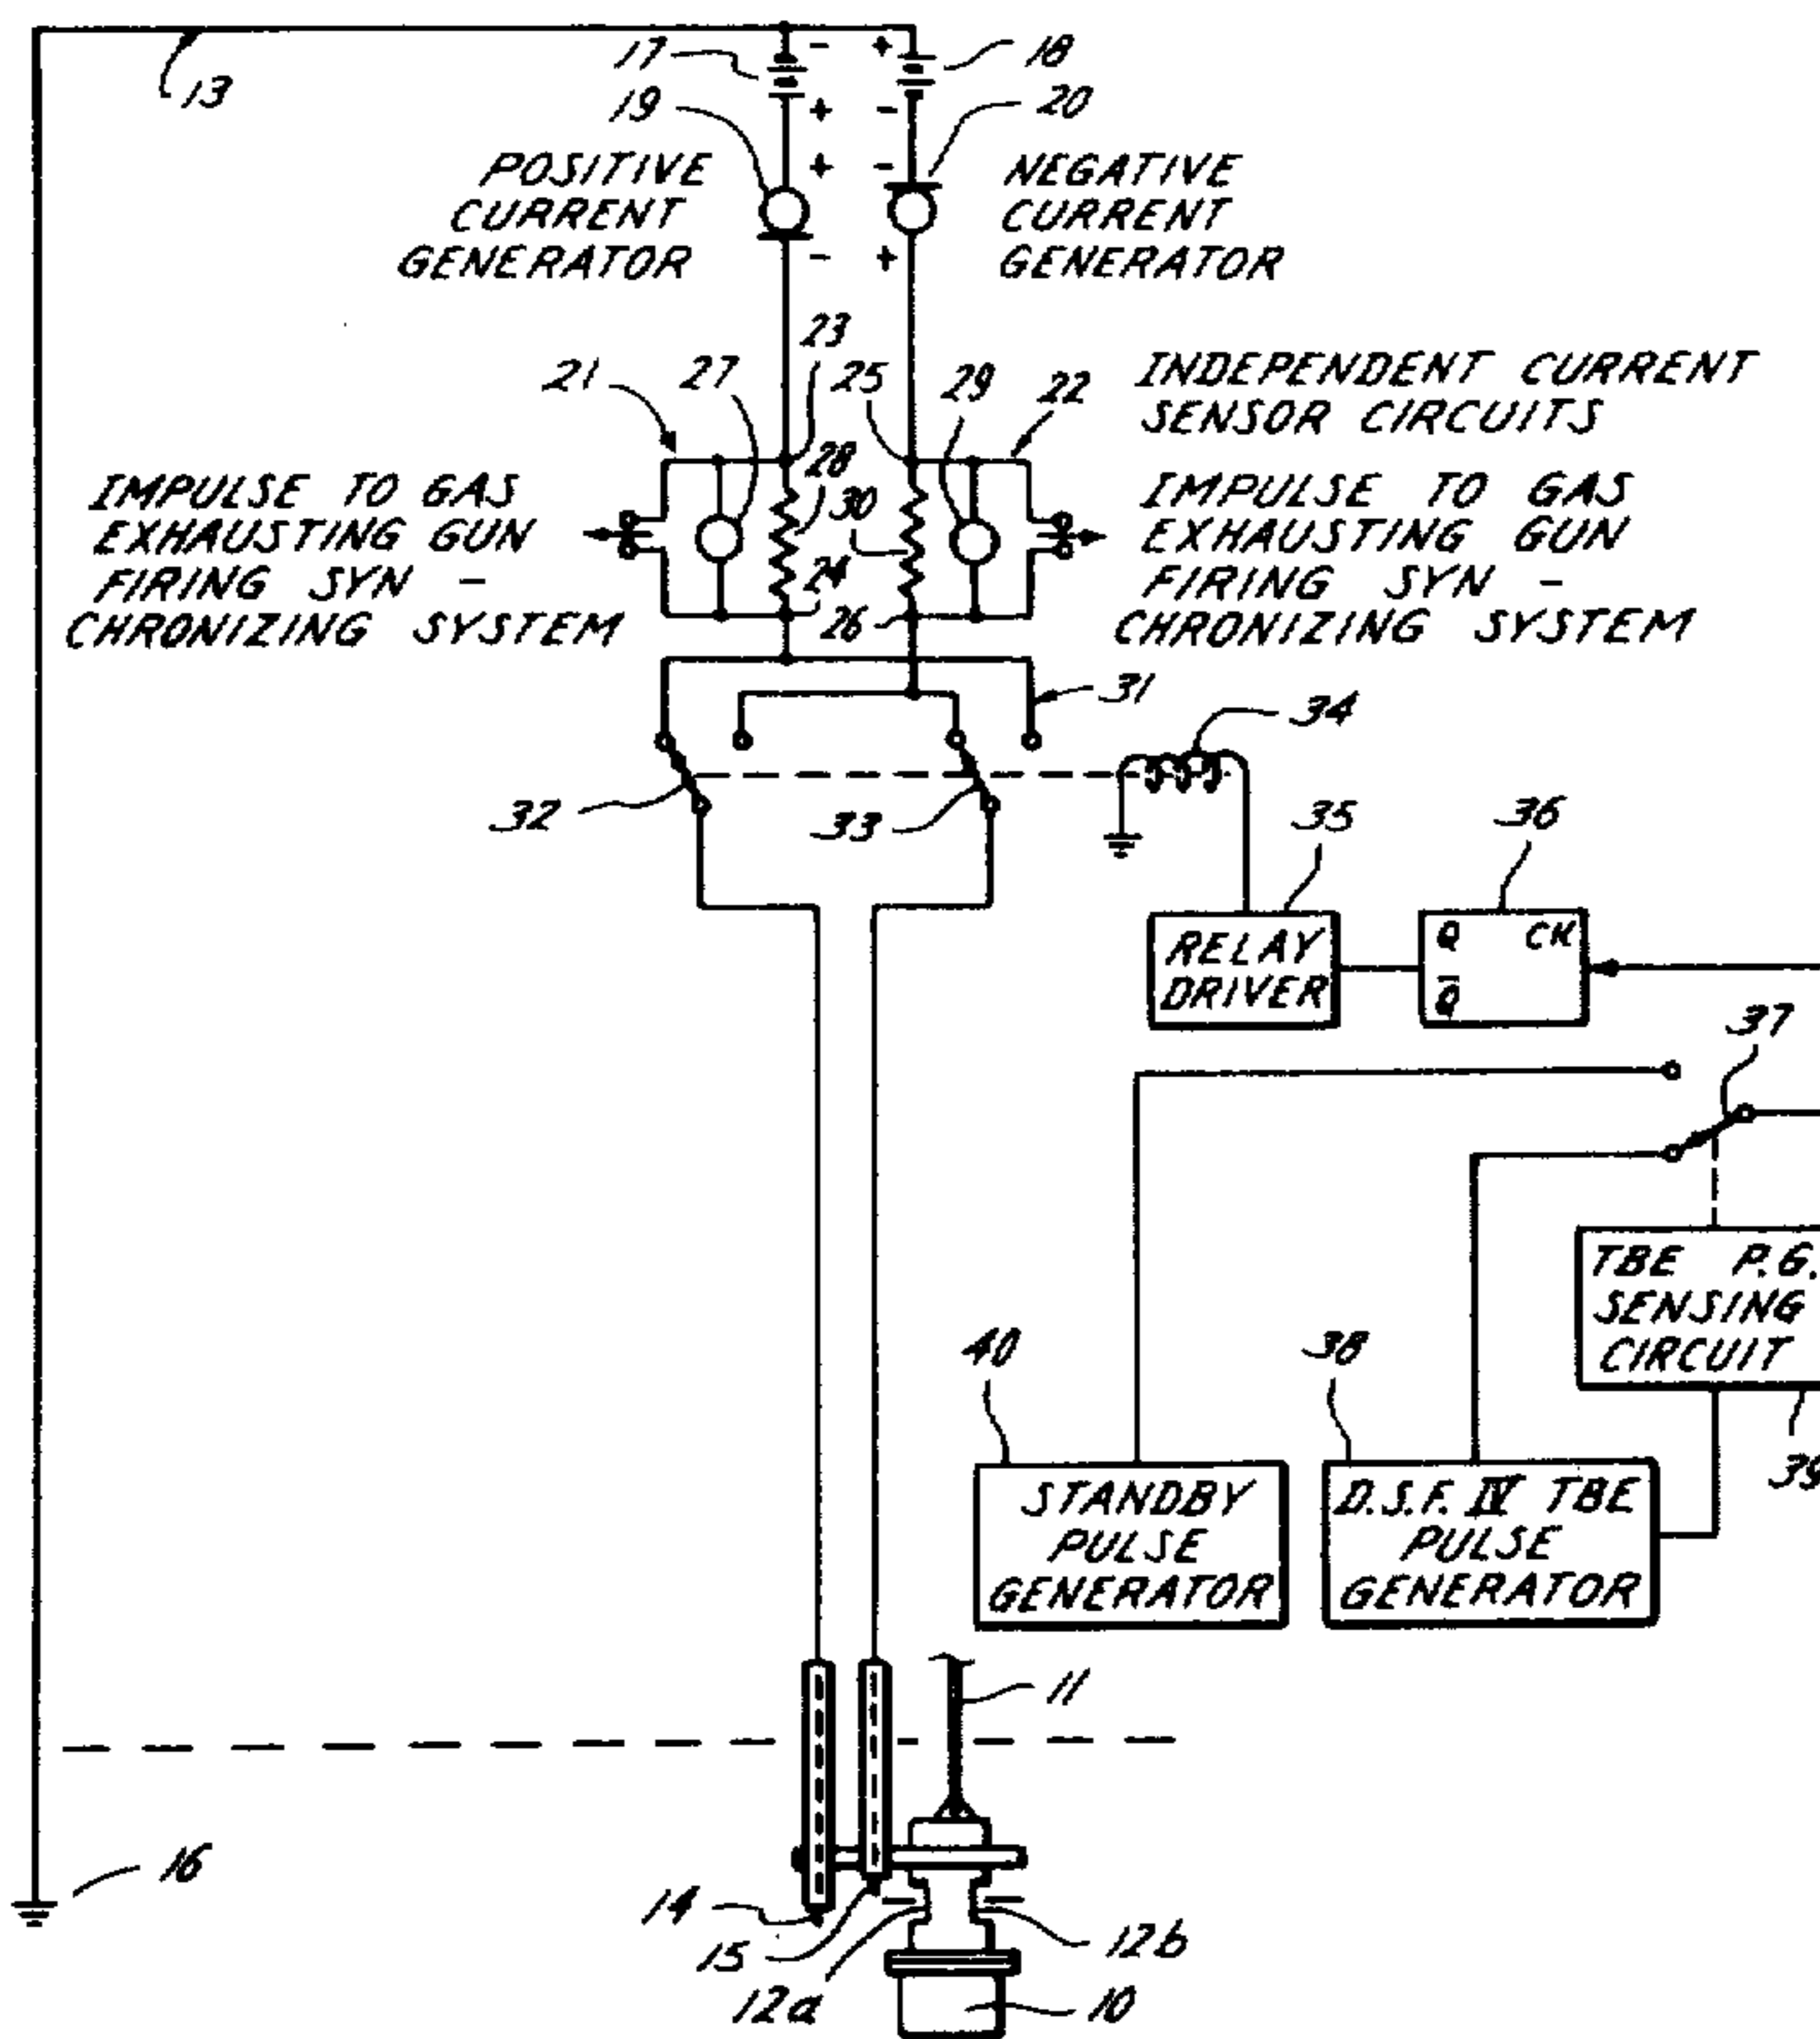 13
17
- +
18
19
+ -
20
POSITIVE
CURRENT
GENERATOR
+ -
- +
NEGATIVE
CURRENT
GENERATOR
21
27
23
25
29
22
INDEPENDENT CURRENT
SENSOR CIRCUITS
IMPULSE TO GAS
EXHAUSTING GUN
FIRING SYN -
CHRONIZING SYSTEM
28
30
24
26
IMPULSE TO GAS
EXHAUSTING GUN
FIRING SYN -
CHRONIZING SYSTEM
31
34
32
33
35
36
RELAY
DRIVER
Q CK
Q̅
37
TBE P.G.
SENSING
CIRCUIT
40
38
39
STANDBY
PULSE
GENERATOR
D.S.F. IV TBE
PULSE
GENERATOR
11
16
14
15
12a
12b
10